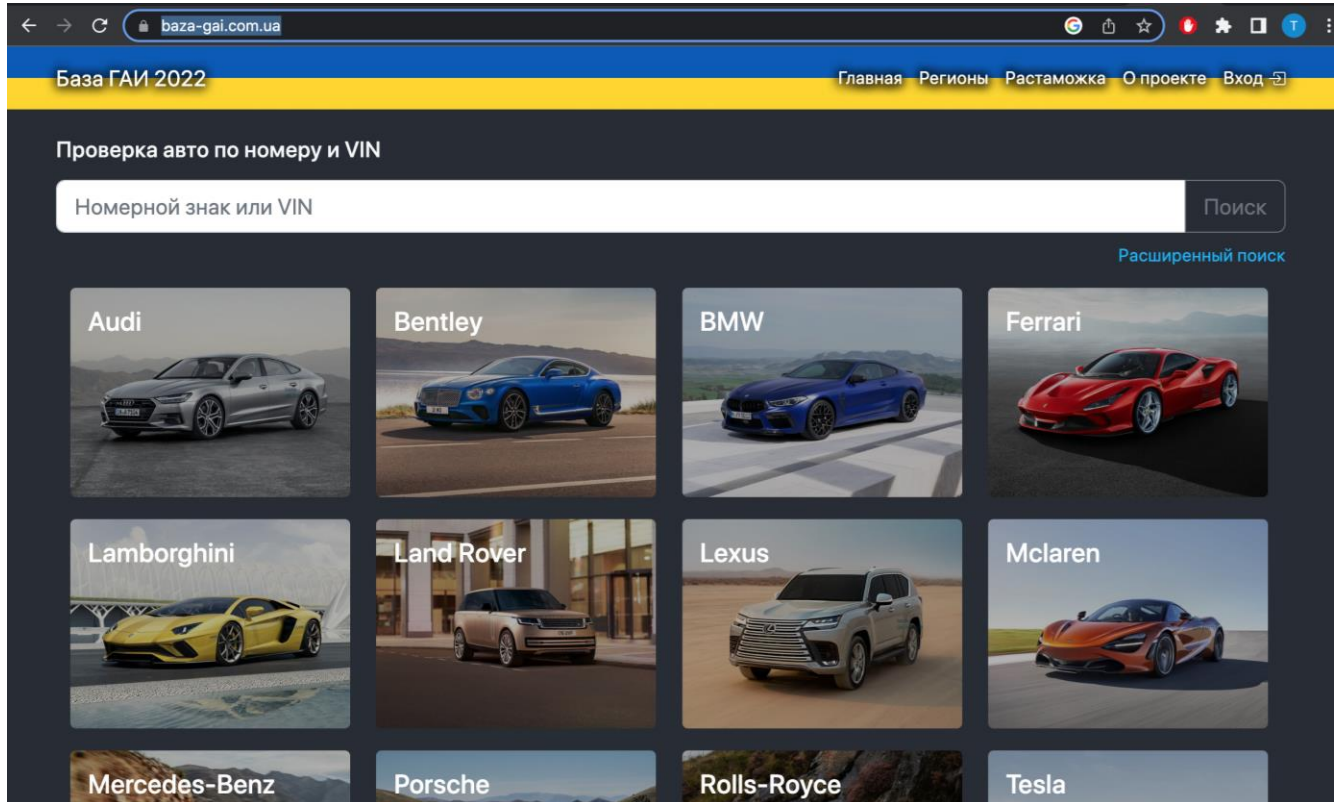 baza-gai.com.ua
T
База ГАИ 2022
Главная Регионы Растаможка О проекте Вход
Проверка авто по номеру и VIN
Номерной знак или VIN
Поиск
Расширенный поиск
Audi
Bentley
BMW
Ferrari
Lamborghini
Land Rover
Lexus
Mclaren
Mercedes-Benz
Porsche
Rolls-Royce
Tesla